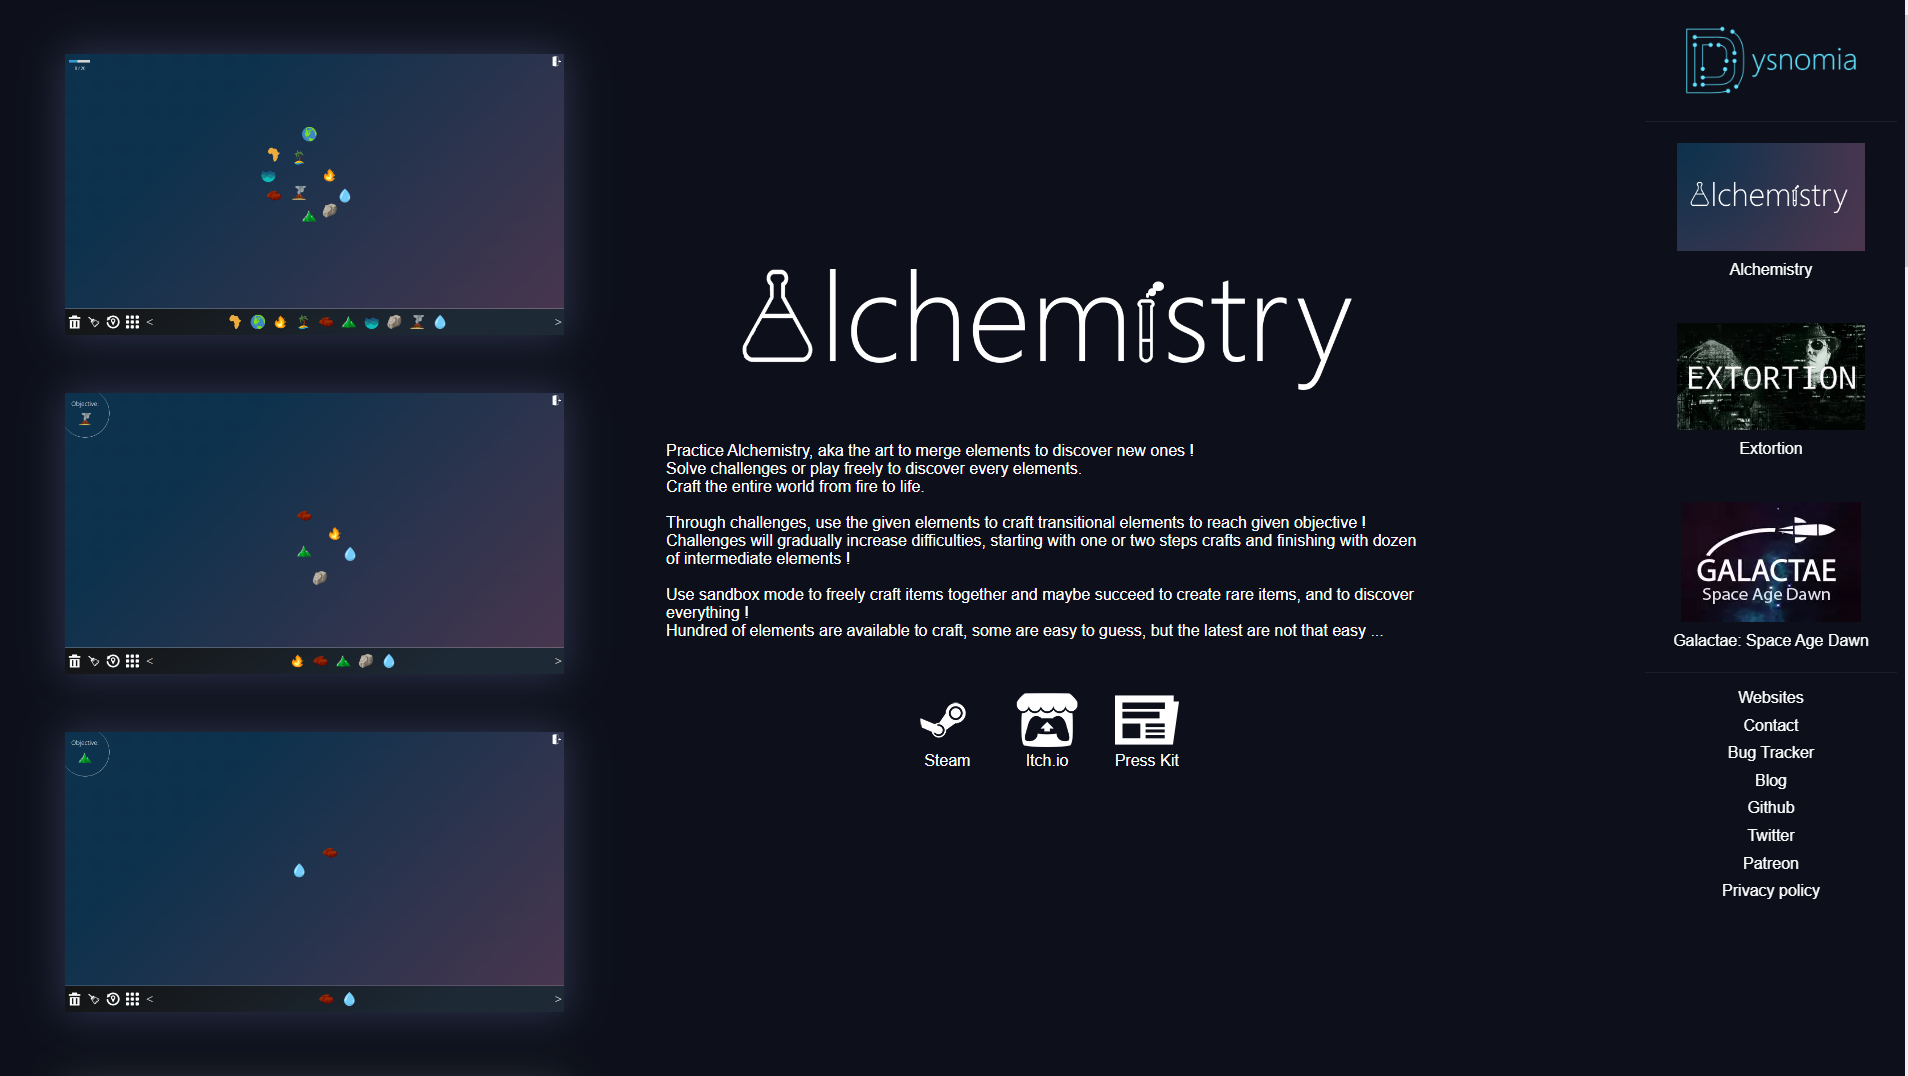 8 / 20
<
>
Objective:
<
>
Objective:
<
>
Alchemistry
Practice Alchemistry, aka the art to merge elements to discover new ones !
Solve challenges or play freely to discover every elements.
Craft the entire world from fire to life.
Through challenges, use the given elements to craft transitional elements to reach given objective !
Challenges will gradually increase difficulties, starting with one or two steps crafts and finishing with dozen
of intermediate elements !
Use sandbox mode to freely craft items together and maybe succeed to create rare items, and to discover
everything !
Hundred of elements are available to craft, some are easy to guess, but the latest are not that easy ...
Steam
Itch.io
Press Kit
Dysnomia
Alchemistry
Alchemistry
EXTORTION
Extortion
GALACTAE
Space Age Dawn
Galactae: Space Age Dawn
Websites
Contact
Bug Tracker
Blog
Github
Twitter
Patreon
Privacy policy